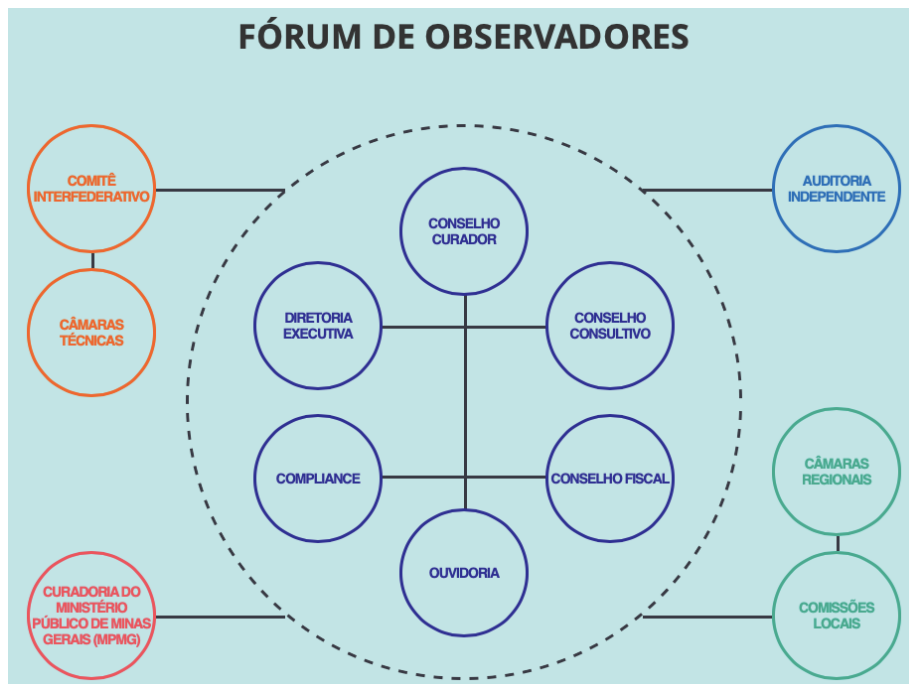 FÓRUM DE OBSERVADORES
COMITÊ
INTERFEDERATIVO
AUDITORIA
INDEPENDENTE
CONSELHO
CURADOR
DIRETORIA
EXECUTIVA
CONSELHO
CONSULTIVO
CÂMARAS
TÉCNICAS
COMPLIANCE
CONSELHO FISCAL
CÂMARAS
REGIONAIS
OUVIDORIA
CURADORIA DO
MINISTÉRIO
PÚBLICO DE MINAS
GERAIS (MPMG)
COMISSÕES
LOCAIS